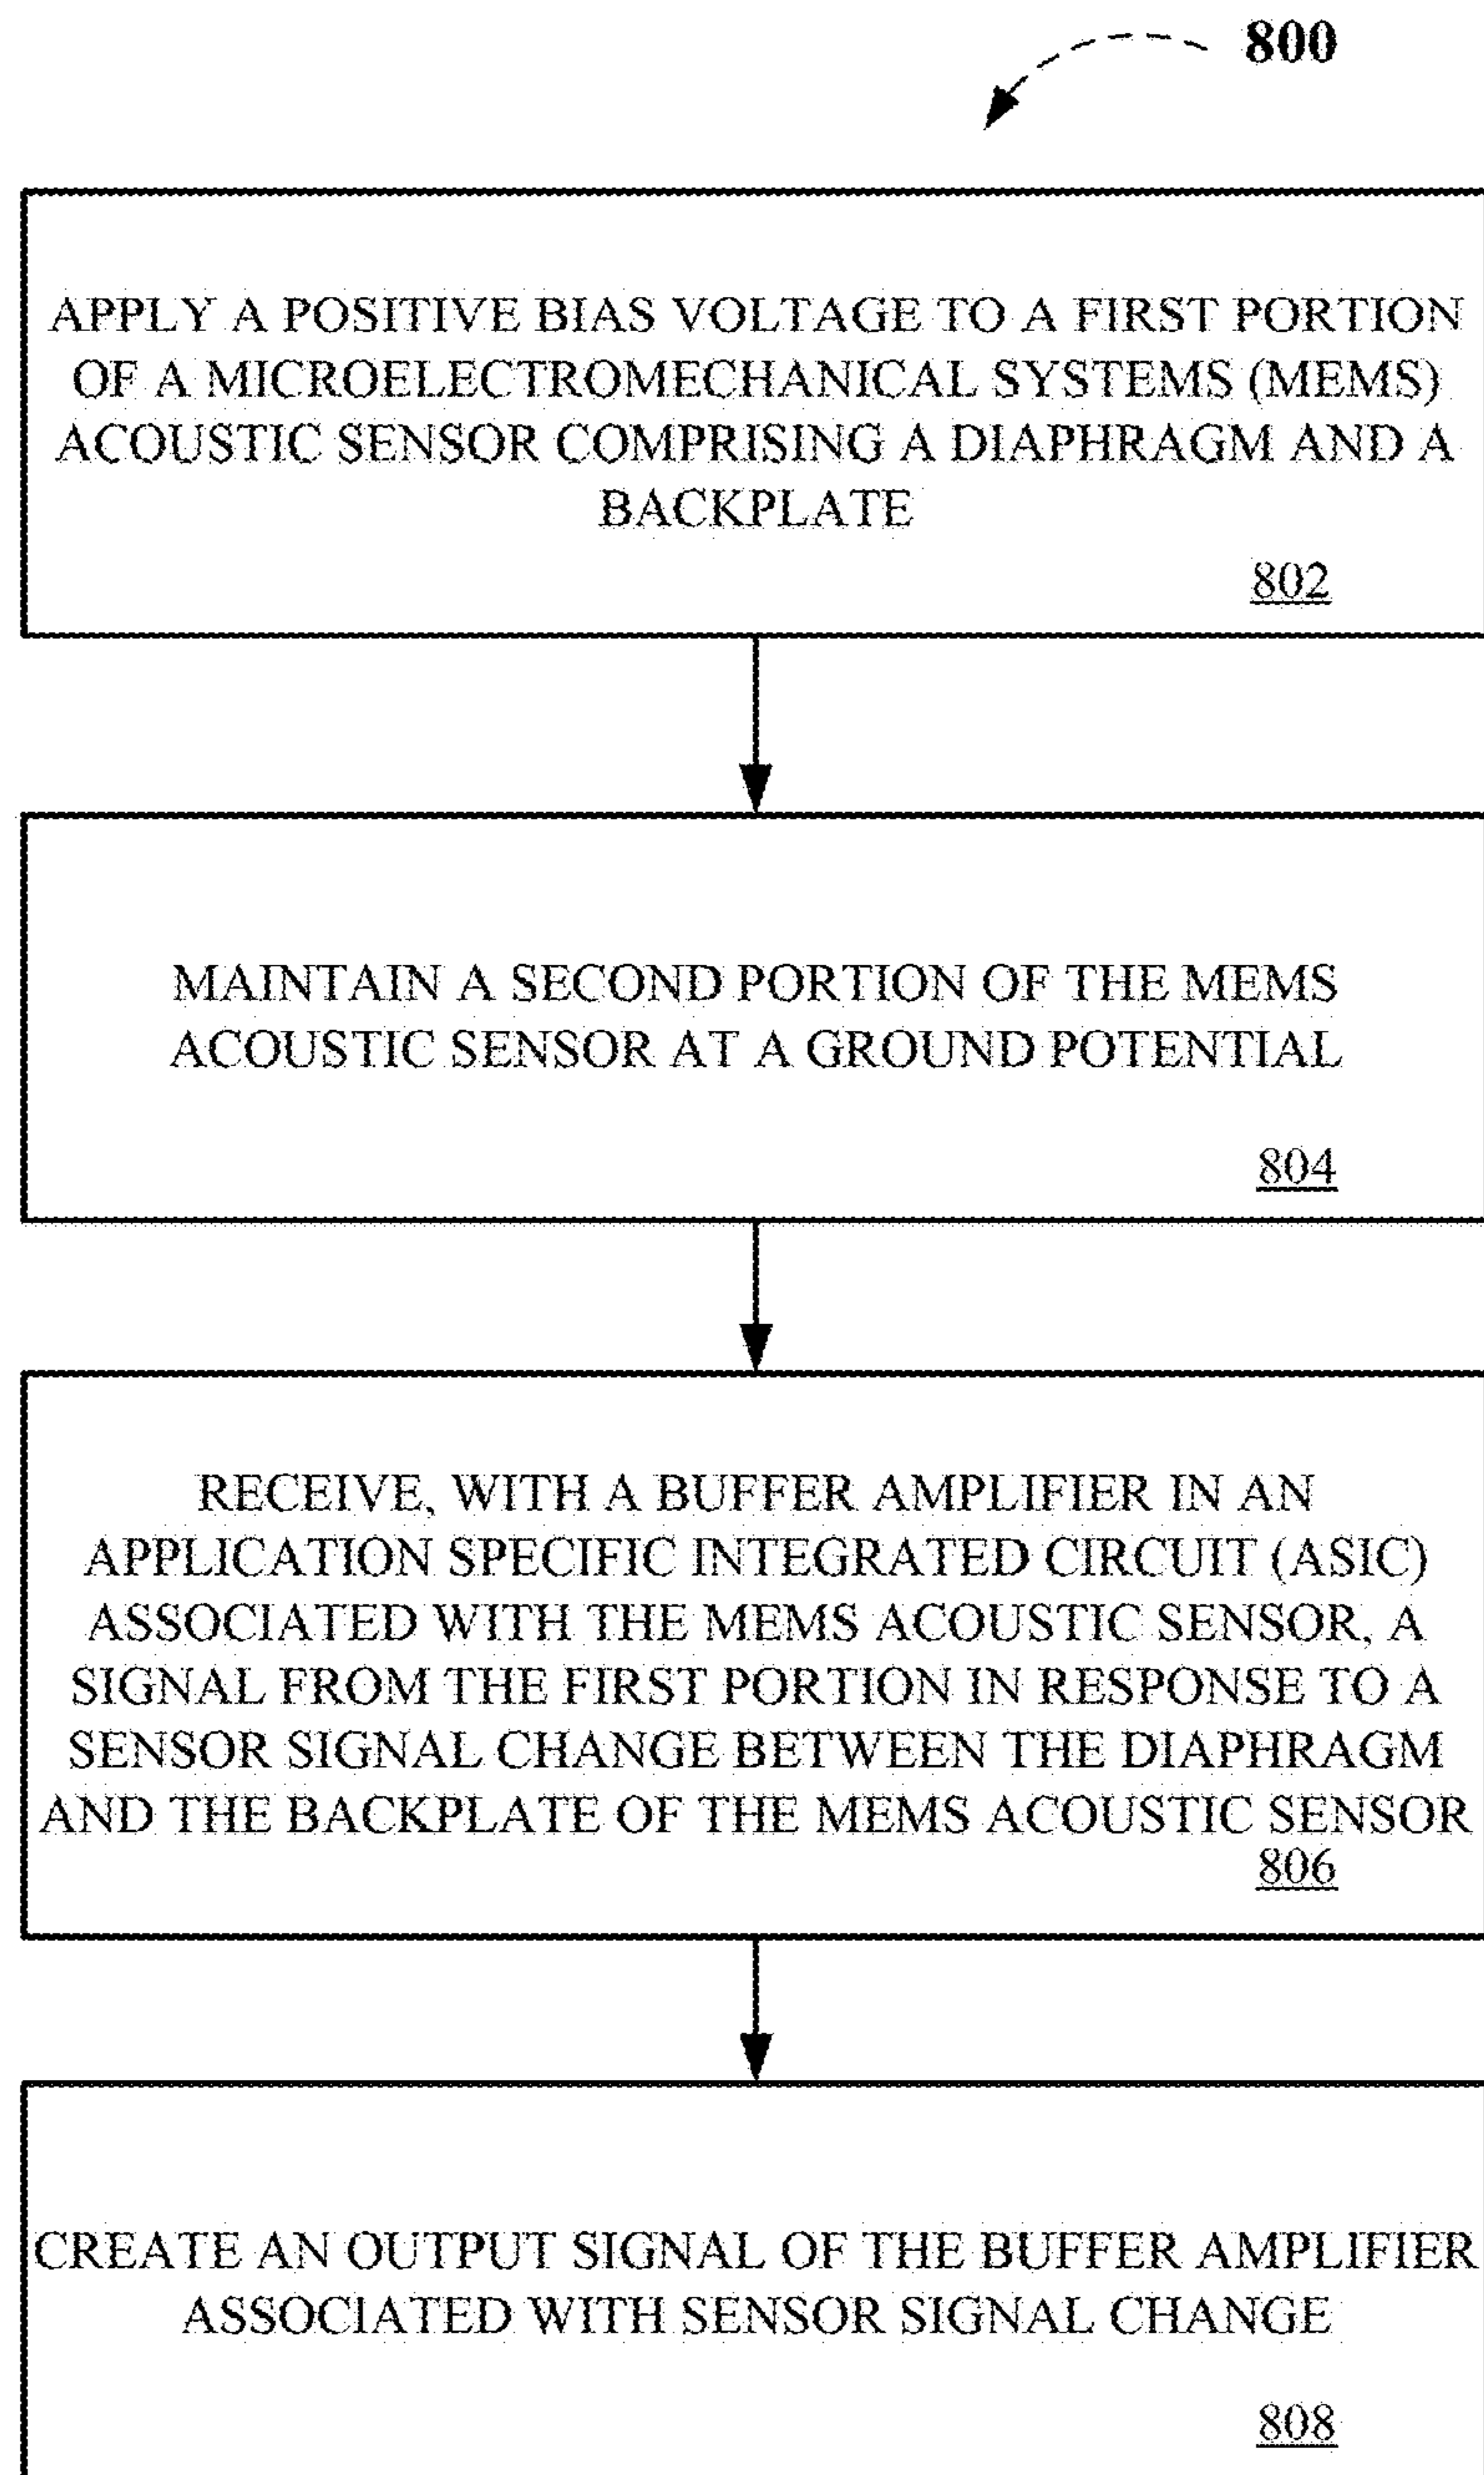 800
APPLY A POSITIVE BIAS VOLTAGE TO A FIRST PORTION
OF A MICROELECTROMECHANICAL SYSTEMS (MEMS)
ACOUSTIC SENSOR COMPRISING A DIAPHRAGM AND A
BACKPLATE
802
MAINTAIN A SECOND PORTION OF THE MEMS
ACOUSTIC SENSOR AT A GROUND POTENTIAL
804
RECEIVE, WITH A BUFFER AMPLIFIER IN AN
APPLICATION SPECIFIC INTEGRATED CIRCUIT (ASIC)
ASSOCIATED WITH THE MEMS ACOUSTIC SENSOR, A
SIGNAL FROM THE FIRST PORTION IN RESPONSE TO A
SENSOR SIGNAL CHANGE BETWEEN THE DIAPHRAGM
AND THE BACKPLATE OF THE MEMS ACOUSTIC SENSOR
806
CREATE AN OUTPUT SIGNAL OF THE BUFFER AMPLIFIER
ASSOCIATED WITH SENSOR SIGNAL CHANGE
808